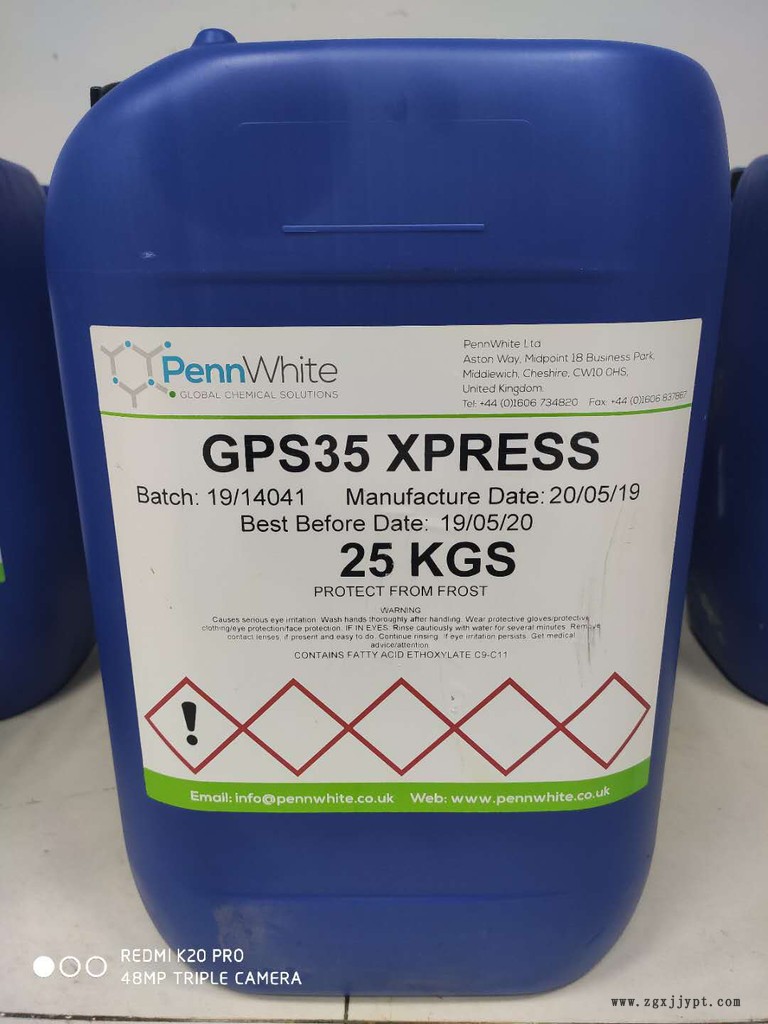 PennWhite
GLOBAL CHEMICAL SOLUTIONS
PennWhite Ltd
Aston Way, Midpoint 18 Business Park,
Middlewich, Cheshire, CW10 0HS,
United Kingdom.
Tel: +44 (0)1606 734820 Fax: +44 (0)1606 837867
GPS35 XPRESS
Batch: 19/14041 Manufacture Date: 20/05/19
Best Before Date: 19/05/20
25 KGS
PROTECT FROM FROST
WARNING
Causes serious eye irritation. Wash hands thoroughly after handling. Wear protective gloves/protective
clothing/eye protection/face protection. IF IN EYES: Rinse cautiously with water for several minutes. Remove
contact lenses, if present and easy to do. Continue rinsing. If eye irritation persists: Get medical
advice/attention.
CONTAINS FATTY ACID ETHOXYLATE C9-C11
!
Email: info@pennwhite.co.uk Web: www.pennwhite.co.uk
REDMI K20 PRO
48MP TRIPLE CAMERA
www.zgxjjypt.com